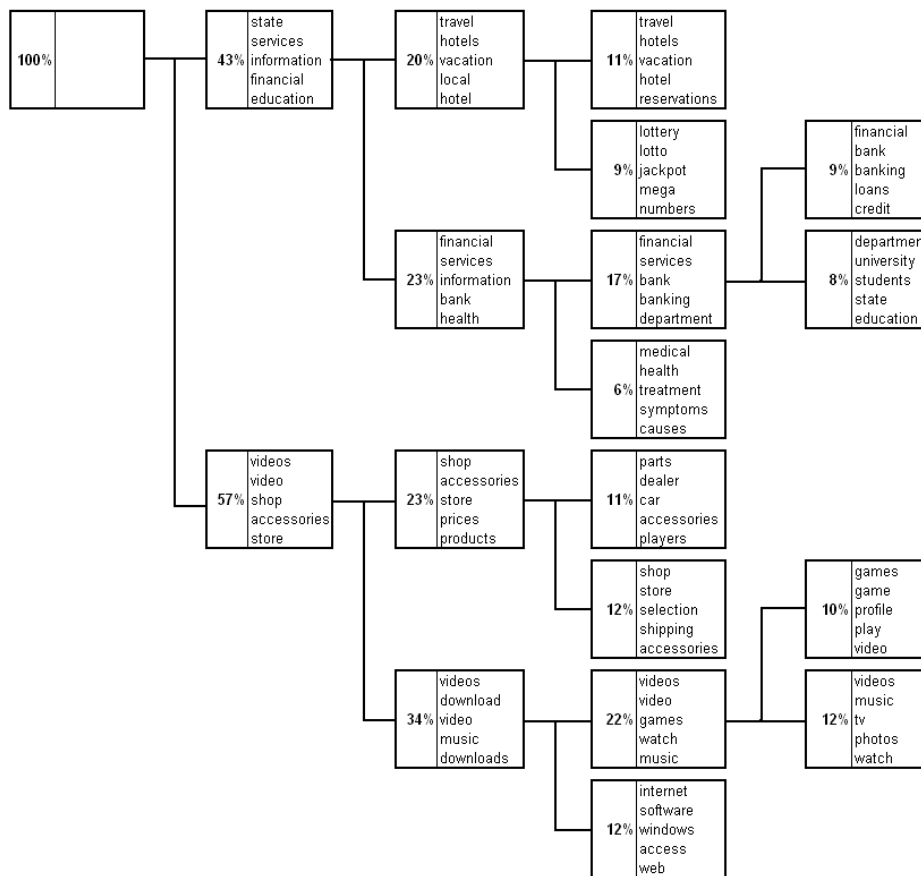 100%
43%
state
services
information
financial
education
57%
videos
video
shop
accessories
store
20%
travel
hotels
vacation
local
hotel
23%
financial
services
information
bank
health
23%
shop
accessories
store
prices
products
34%
videos
download
video
music
downloads
11%
travel
hotels
vacation
hotel
reservations
9%
lottery
lotto
jackpot
mega
numbers
17%
financial
services
bank
banking
department
6%
medical
health
treatment
symptoms
causes
11%
parts
dealer
car
accessories
players
12%
shop
store
selection
shipping
accessories
22%
videos
video
games
watch
music
12%
internet
software
windows
access
web
9%
financial
bank
banking
loans
credit
8%
departmen
university
students
state
education
10%
games
game
profile
play
video
12%
videos
music
tv
photos
watch